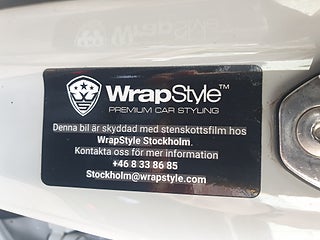 WrapStyle™
PREMIUM CAR STYLING
Denna bil är skyddad med stenskottsfilm hos
WrapStyle Stockholm.
Kontakta oss för mer information
+46 8 33 86 85
Stockholm@wrapstyle.com